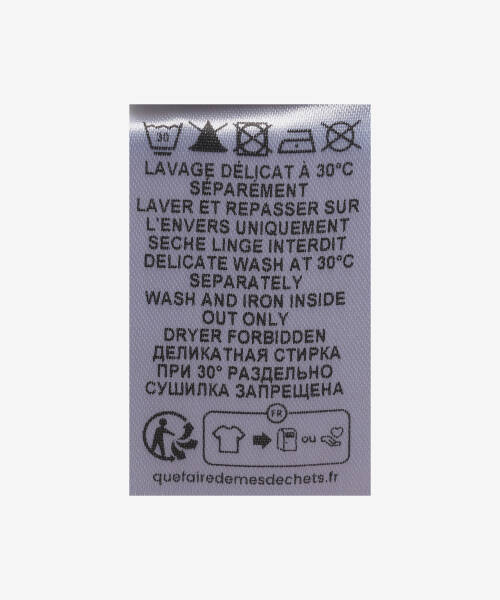 30
LAVAGE DÉLICAT À 30°C
SÉPARÉMENT
LAVER ET REPASSER SUR
L'ENVERS UNIQUEMENT
SECHE LINGE INTERDIT
DELICATE WASH AT 30°C
SEPARATELY
WASH AND IRON INSIDE
OUT ONLY
DRYER FORBIDDEN
ДЕЛИКАТНАЯ СТИРКА
ПРИ 30° РАЗДЕЛЬНО
СУШИЛКА ЗАПРЕЩЕНА
FR
OU
quefairedemesdechets.fr